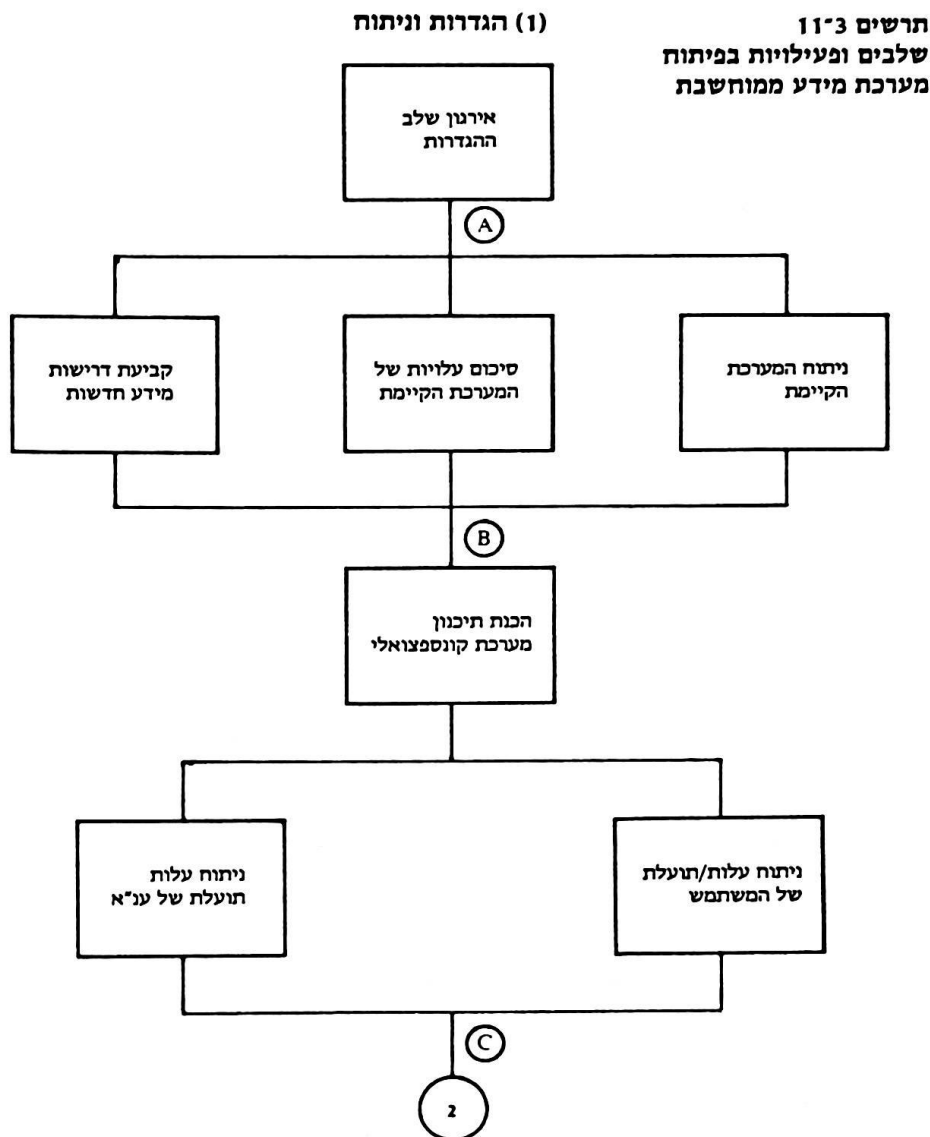 תרשים 11-3
שלבים ופעילויות בפיתוח
מערכת מידע ממוחשבת
(1) הגדרות וניתוח
אירגון שלב
ההגדרות
A
ניתוח המערכת
הקיימת
סיכום עלויות של
המערכת הקיימת
קביעת דרישות
מידע חדשות
B
הכנת תיכנון
מערכת קונספצואלי
ניתוח עלות/תועלת
של המשתמש
ניתוח עלות
תועלת של ענ"א
C
2